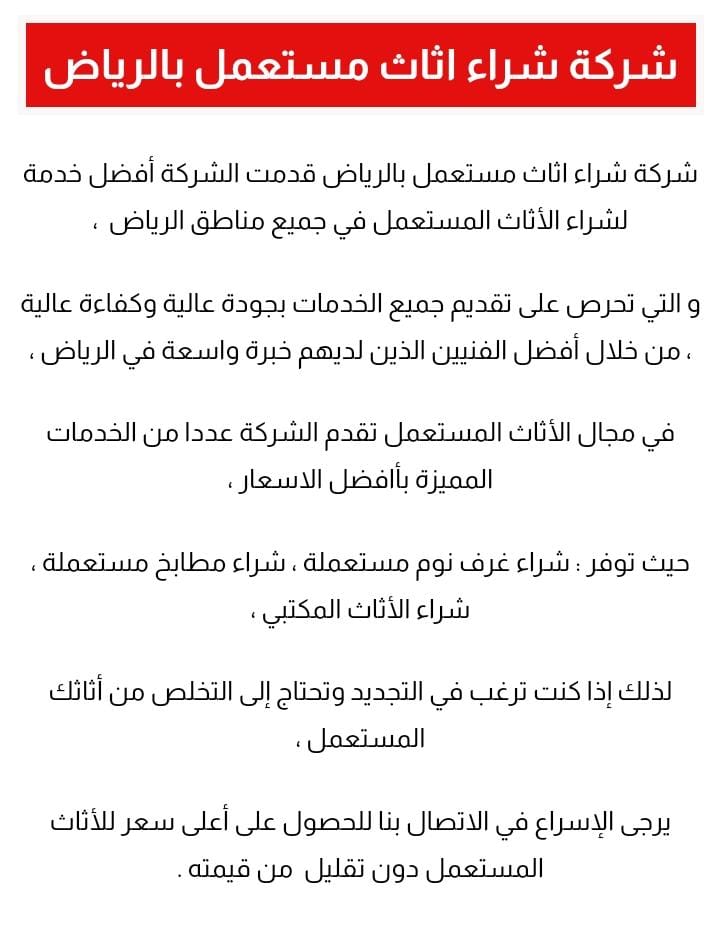 شركة شراء اثاث مستعمل بالرياض
شركة شراء اثاث مستعمل بالرياض قدمت الشركة أفضل خدمة
لشراء الأثاث المستعمل في جميع مناطق الرياض ،
و التي تحرص على تقديم جميع الخدمات بجودة عالية وكفاءة عالية
، من خلال أفضل الفنيين الذين لديهم خبرة واسعة في الرياض ،
في مجال الأثاث المستعمل تقدم الشركة عددا من الخدمات
المميزة بأافضل الاسعار ،
حيث توفر : شراء غرف نوم مستعملة ، شراء مطابخ مستعملة ،
شراء الأثاث المكتبي ،
لذلك إذا كنت ترغب في التجديد وتحتاج إلى التخلص من أثاثك
المستعمل ،
يرجى الإسراع في الاتصال بنا للحصول على أعلى سعر للأثاث
المستعمل دون تقليل من قيمته .